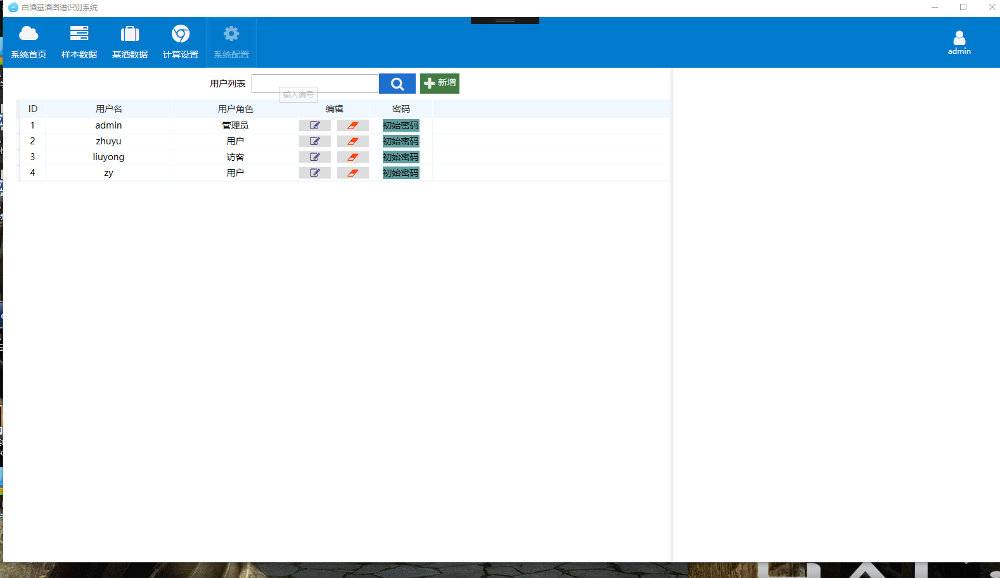 白酒基酒图谱识别系统
系统首页 样本数据 基酒数据 计算设置 系统配置 admin
用户列表 新增
输入编号
ID 用户名 用户角色 编辑 密码
1 admin 管理员 初始密码
2 zhuyu 用户 初始密码
3 liuyong 访客 初始密码
4 zy 用户 初始密码